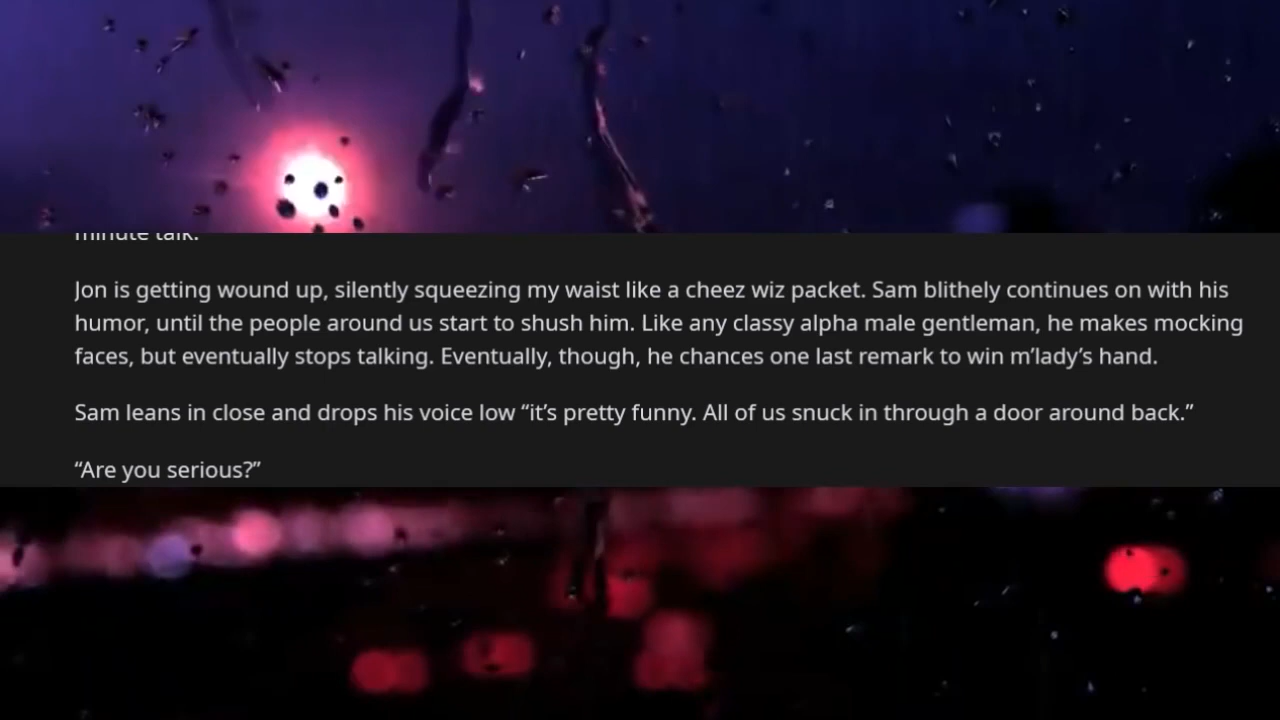 minute talk.
Jon is getting wound up, silently squeezing my waist like a cheez wiz packet. Sam blithely continues on with his
humor, until the people around us start to shush him. Like any classy alpha male gentleman, he makes mocking
faces, but eventually stops talking. Eventually, though, he chances one last remark to win m’lady’s hand.
Sam leans in close and drops his voice low “it’s pretty funny. All of us snuck in through a door around back.”
“Are you serious?”